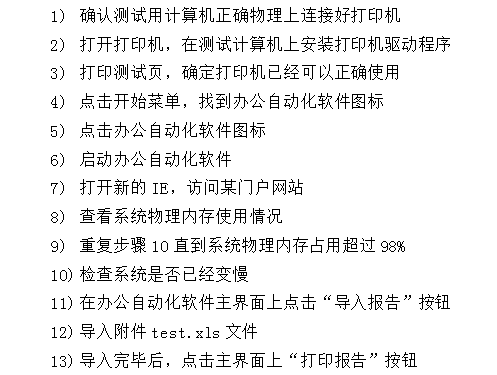 1) 确认测试用计算机正确物理上连接好打印机
2) 打开打印机，在测试计算机上安装打印机驱动程序
3) 打印测试页，确定打印机已经可以正确使用
4) 点击开始菜单，找到办公自动化软件图标
5) 点击办公自动化软件图标
6) 启动办公自动化软件
7) 打开新的 IE，访问某门户网站
8) 查看系统物理内存使用情况
9) 重复步骤 10 直到系统物理内存占用超过 98%
10) 检查系统是否已经变慢
11) 在办公自动化软件主界面上点击“导入报告”按钮
12) 导入附件 test.xls 文件
13) 导入完毕后，点击主界面上“打印报告”按钮